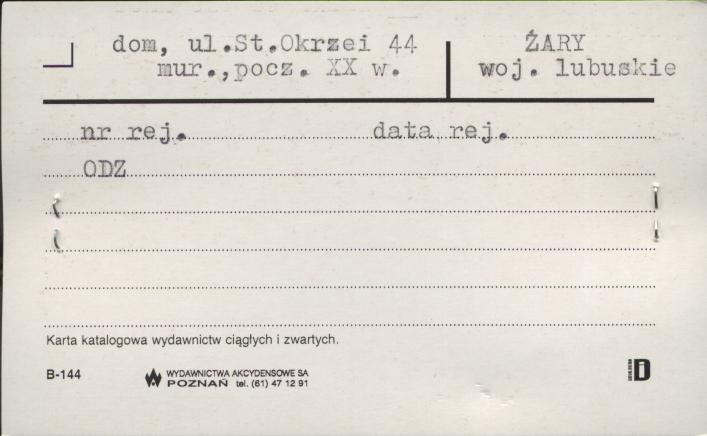 dom, ul.St.Okrzei 44
mur.,pocz. XX w.
ŻARY
woj. lubuskie
nr rej. data rej.
ODZ
Karta katalogowa wydawnictw ciągłych i zwartych.
B-144
WYDAWNICTWA AKCYDENSOWE SA
POZNAŃ tel. (61) 47 12 91